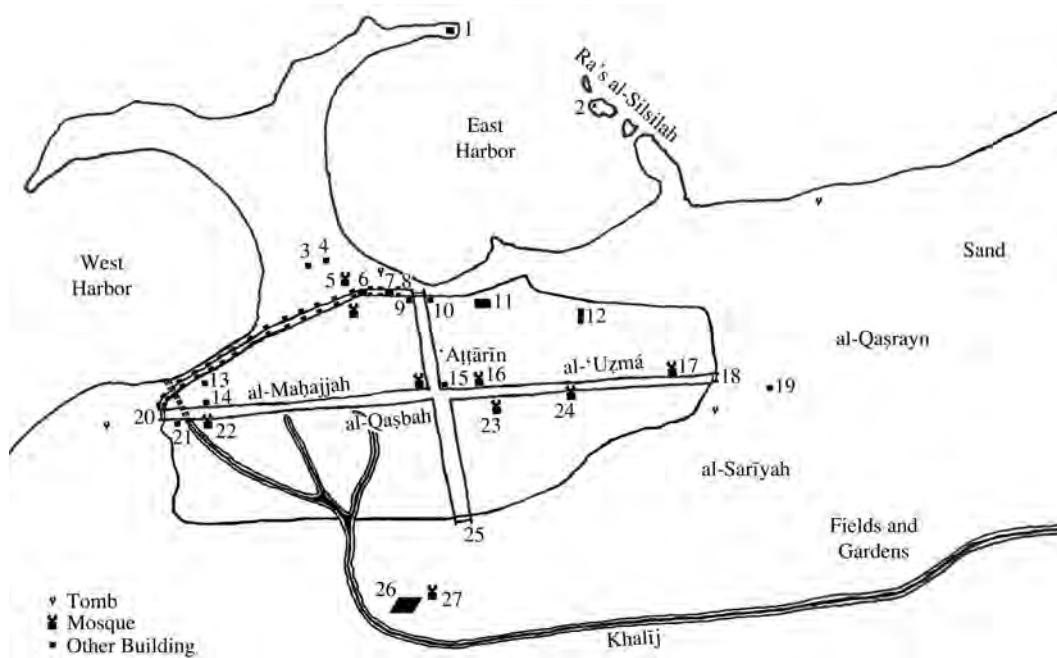 1
Ra's al-Silsilah
2
East
Harbor
Sand
West
Harbor
3
4
5
6
7
8
9
10
11
12
al-Qaṣrayn
13
14
al-Maḥajjah
ʿAṭṭārīn
15
16
al-ʿUẓmá
17
18
19
20
21
22
al-Qaṣbah
23
24
al-Sarīyah
25
Fields and
Gardens
26
27
Khalīj
Tomb
Mosque
Other Building